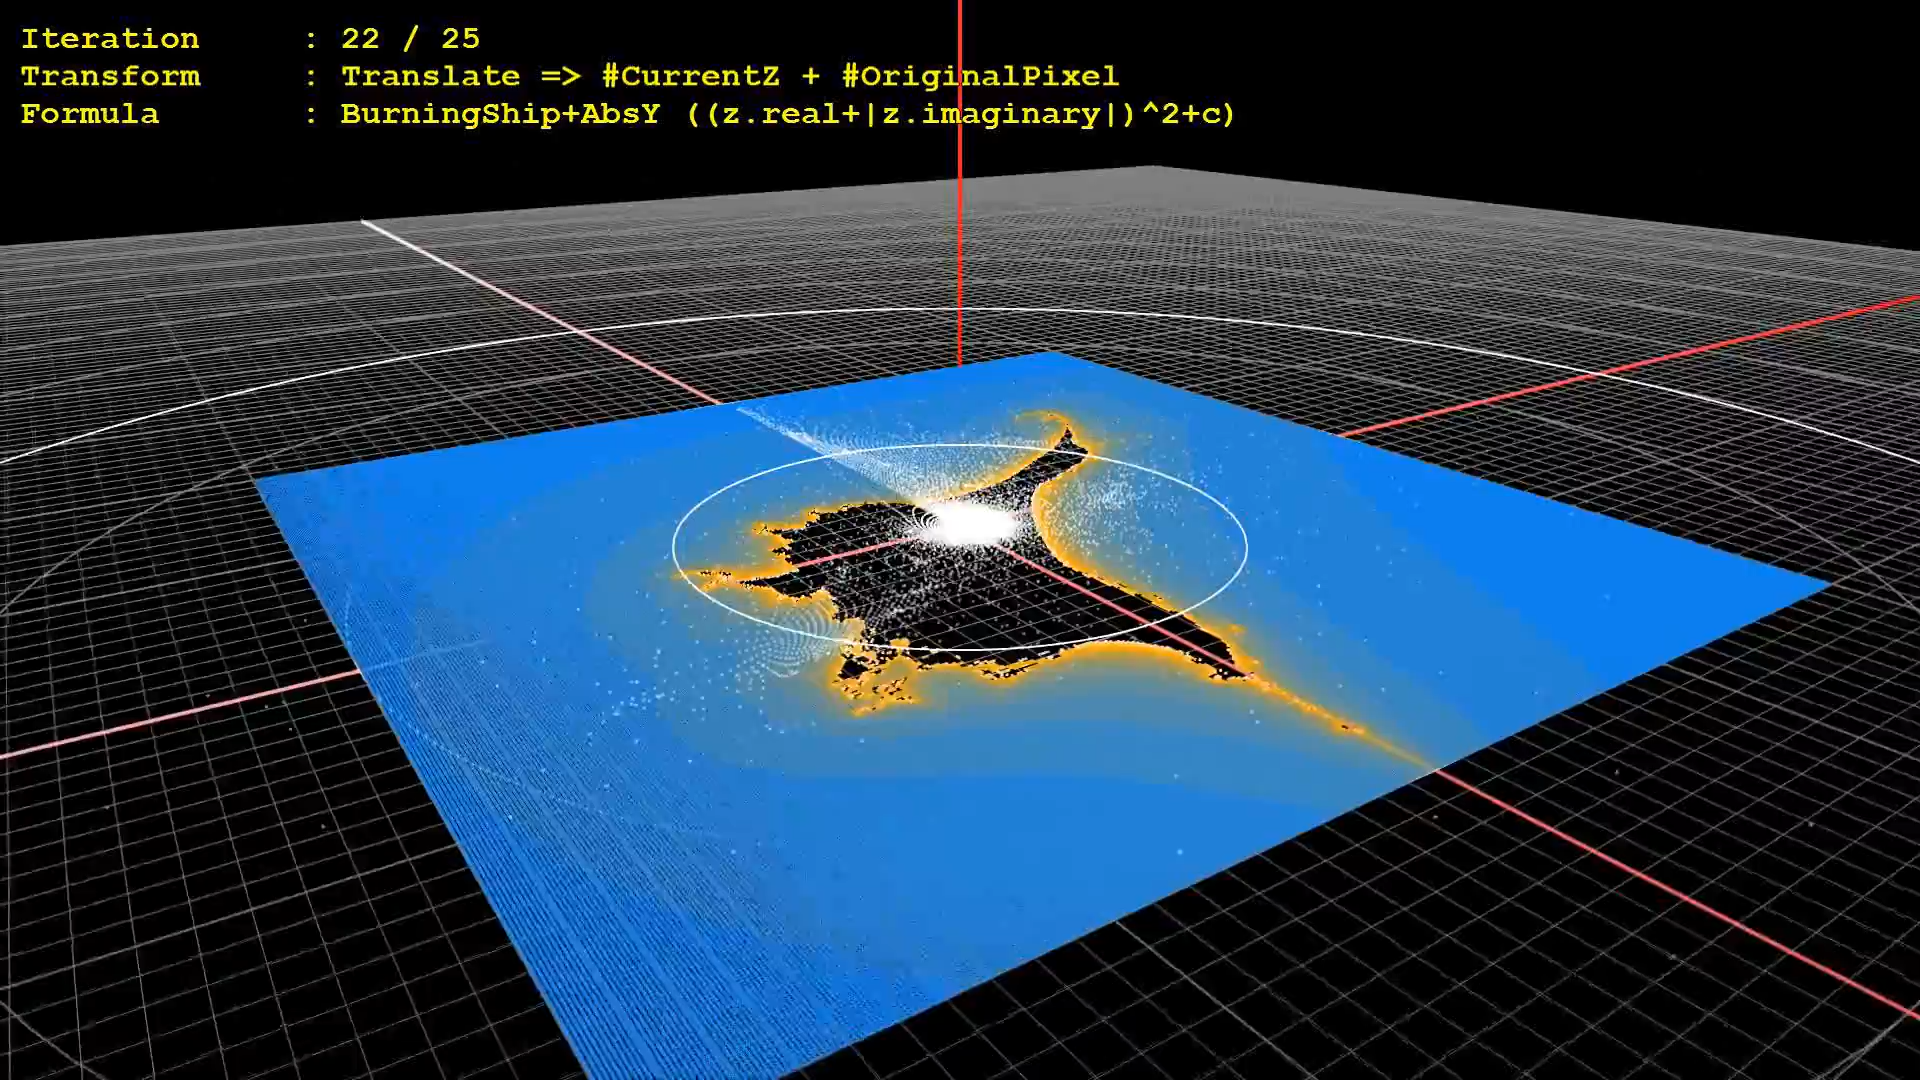 Iteration : 22 / 25
Transform : Translate => #CurrentZ + #OriginalPixel
Formula : BurningShip+AbsY ((z.real+|z.imaginary|)^2+c)